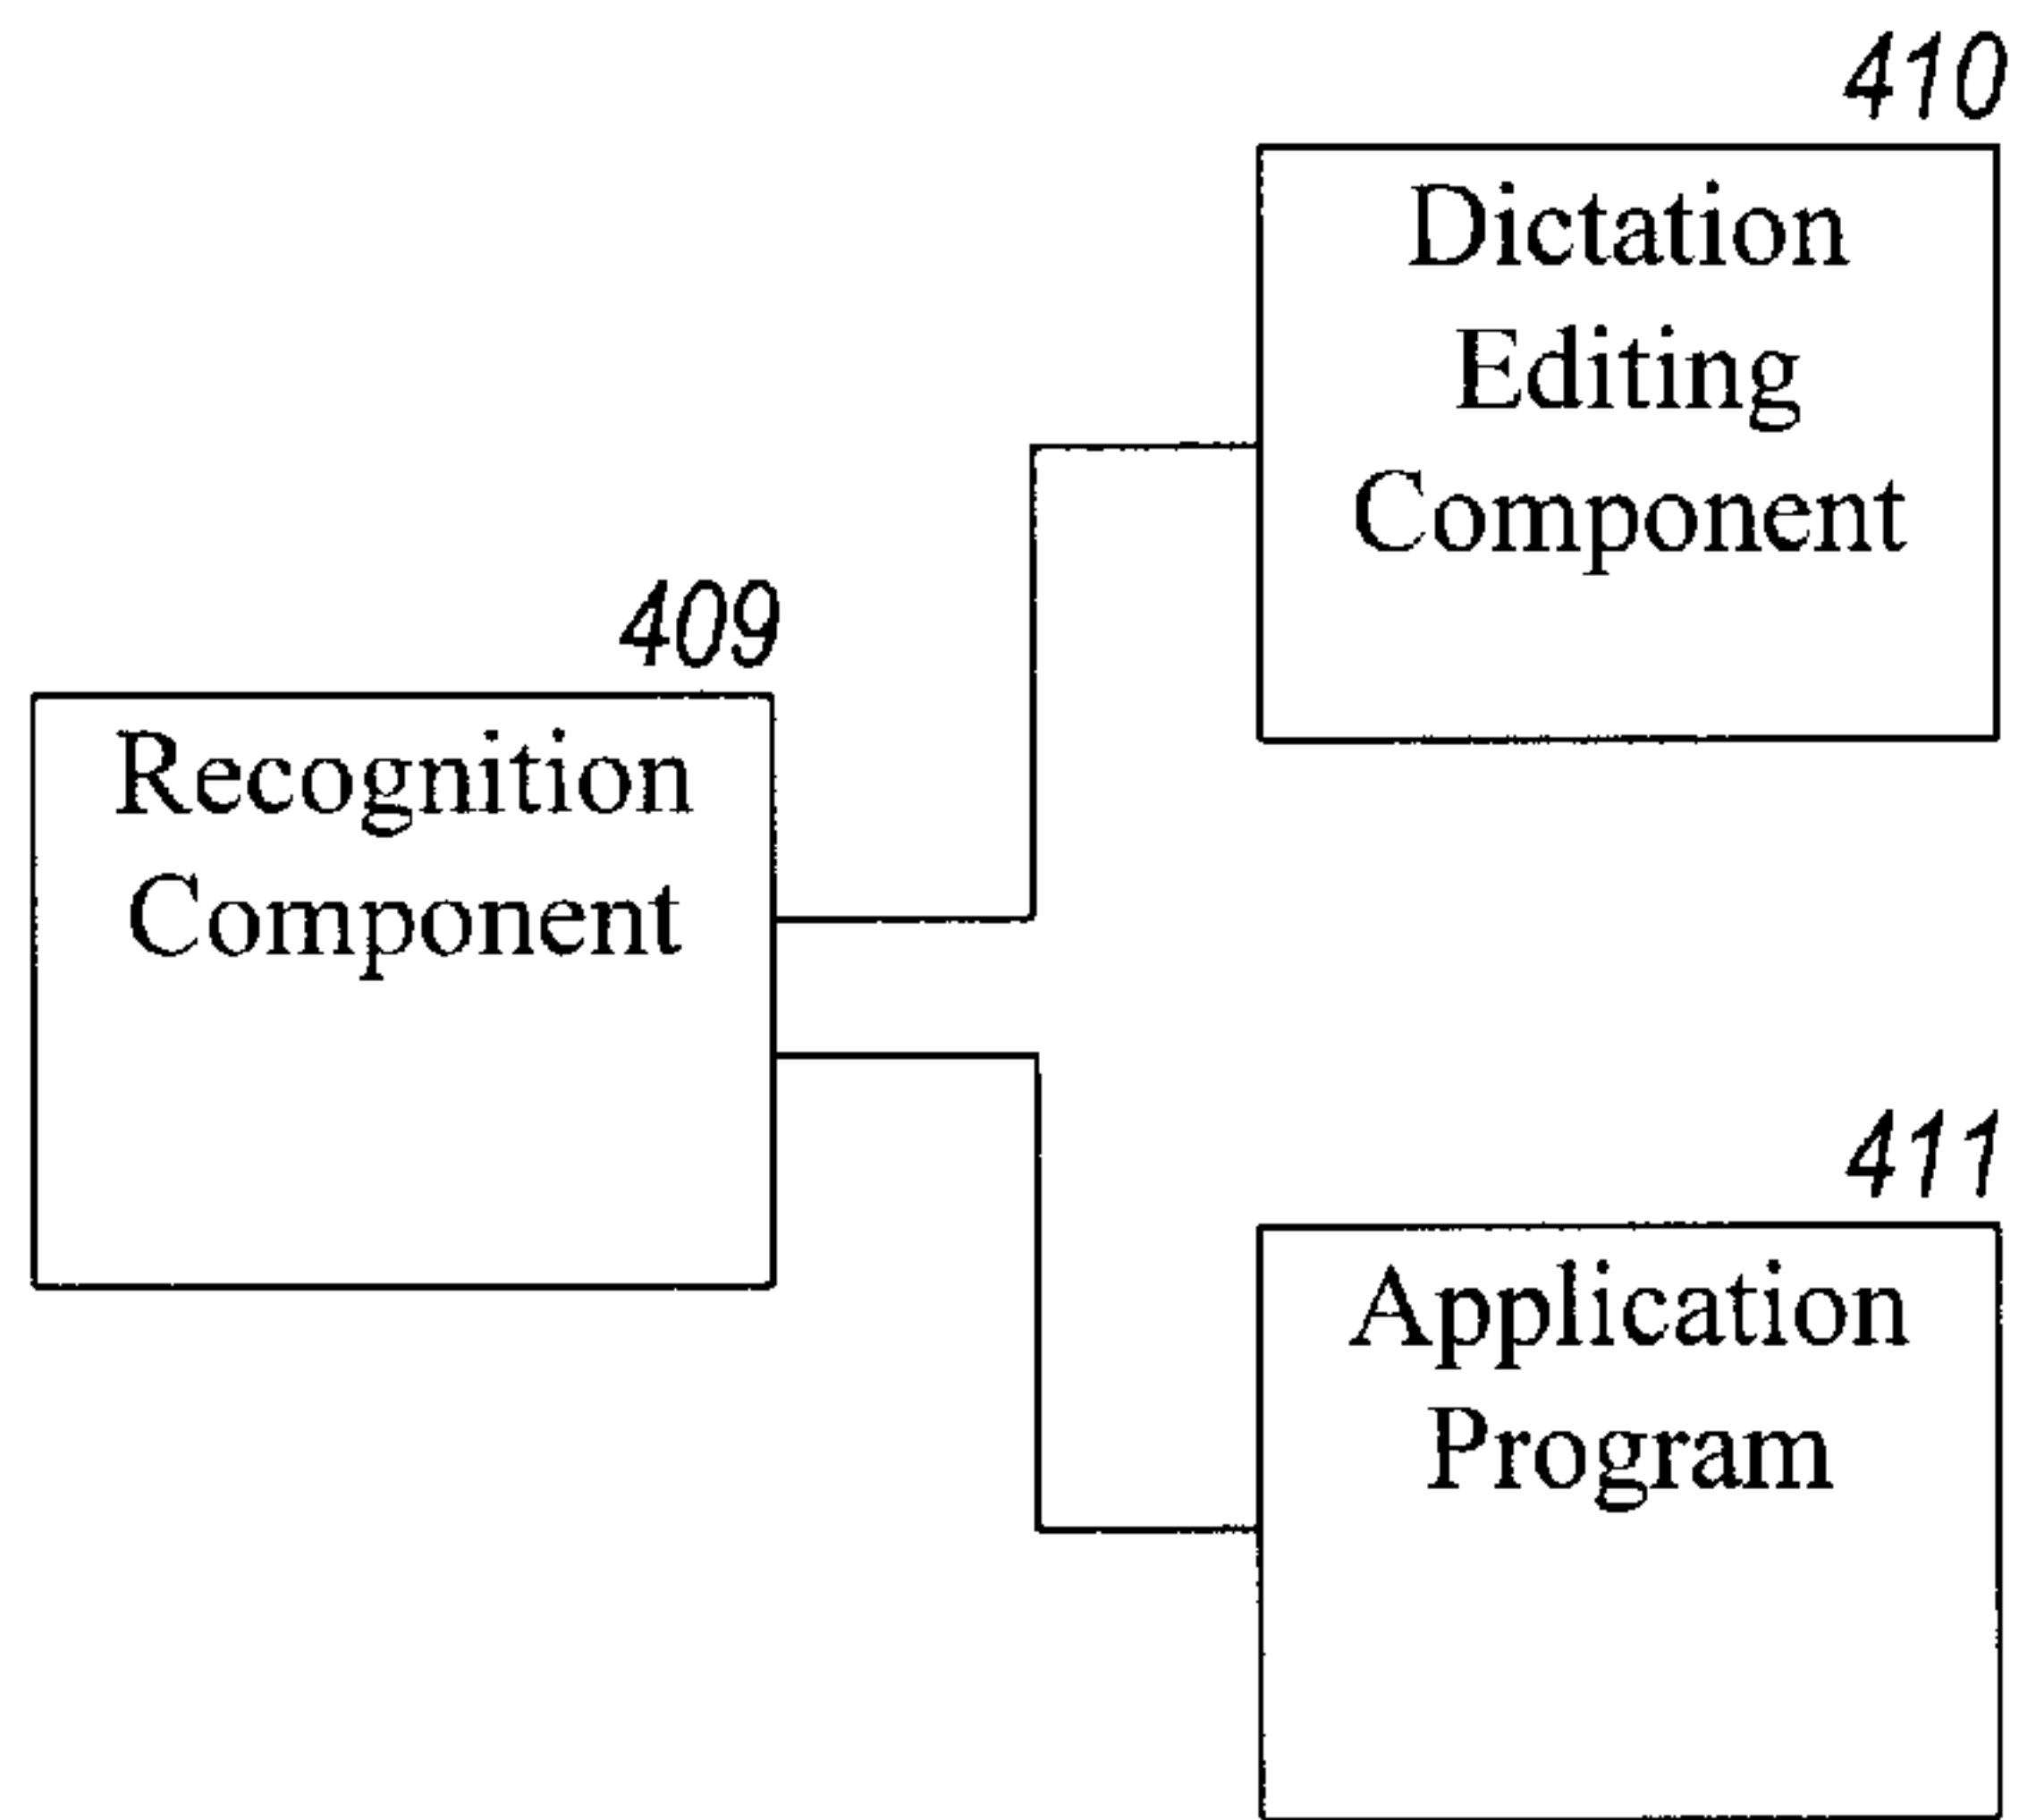 410
Dictation
Editing
Component
409
Recognition
Component
411
Application
Program